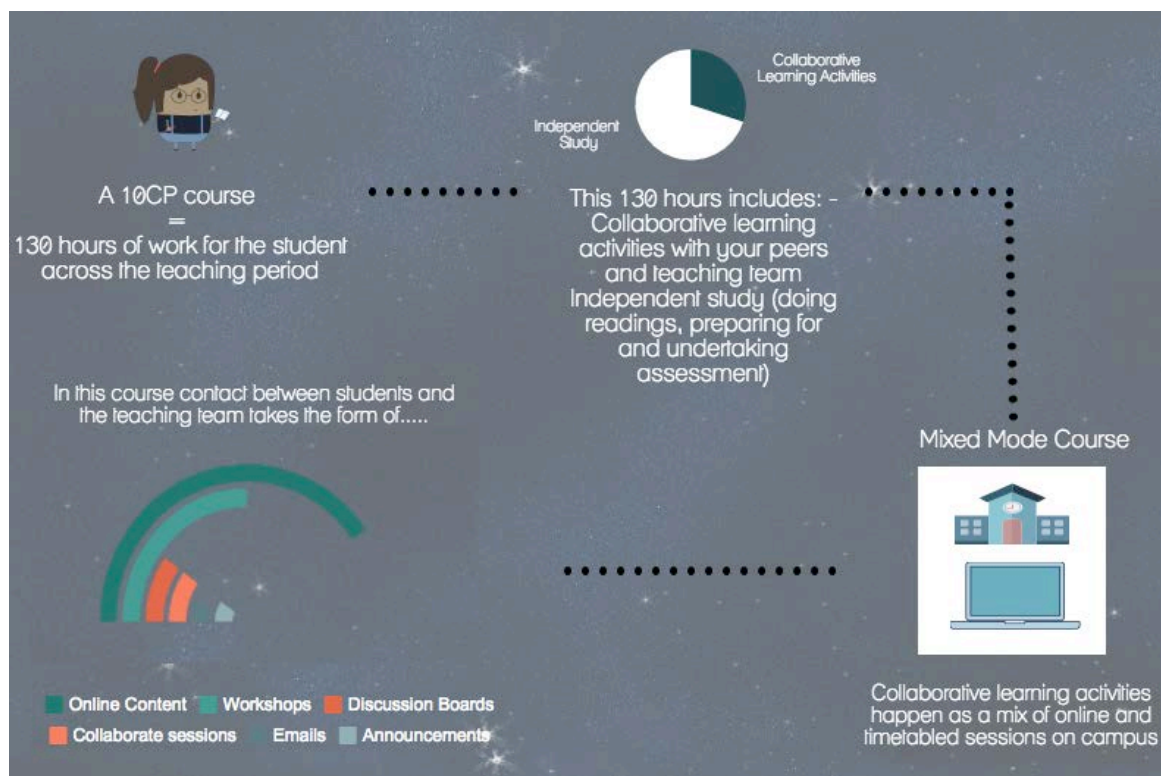 A 10CP course
=
130 hours of work for the student
across the teaching period
Collaborative
Learning Activities
Independent
Study
This 130 hours includes: -
Collaborative learning
activities with your peers
and teaching team
Independent study (doing
readings, preparing for
and undertaking
assessment)
Mixed Mode Course
Collaborative learning activities
happen as a mix of online and
timetabled sessions on campus
In this course contact between students and
the teaching team takes the form of.....
Online Content Workshops Discussion Boards
Collaborate sessions Emails Announcements